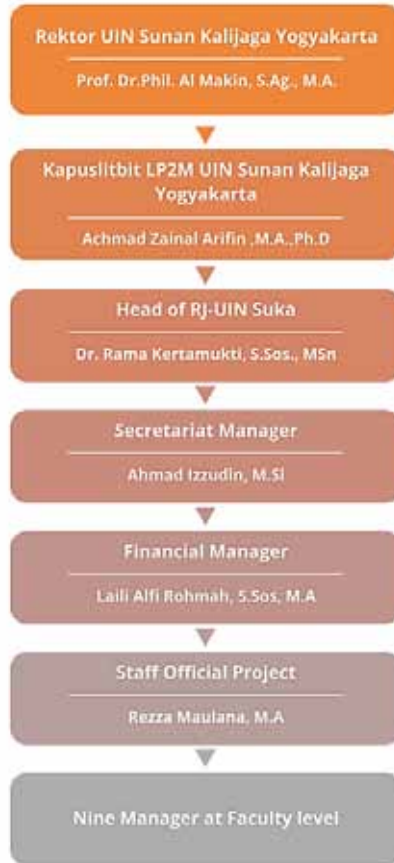 Rektor UIN Sunan Kalijaga Yogyakarta
Prof. Dr.Phil. Al Makin, S.Ag., M.A.
Kapuslitbit LP2M UIN Sunan Kalijaga
Yogyakarta
Achmad Zainal Arifin ,M.A.,Ph.D
Head of RJ-UIN Suka
Dr. Rama Kertamukti, S.Sos., MSn
Secretariat Manager
Ahmad Izzudin, M.Si
Financial Manager
Laili Alfi Rohmah, S.Sos, M.A
Staff Official Project
Rezza Maulana, M.A
Nine Manager at Faculty level